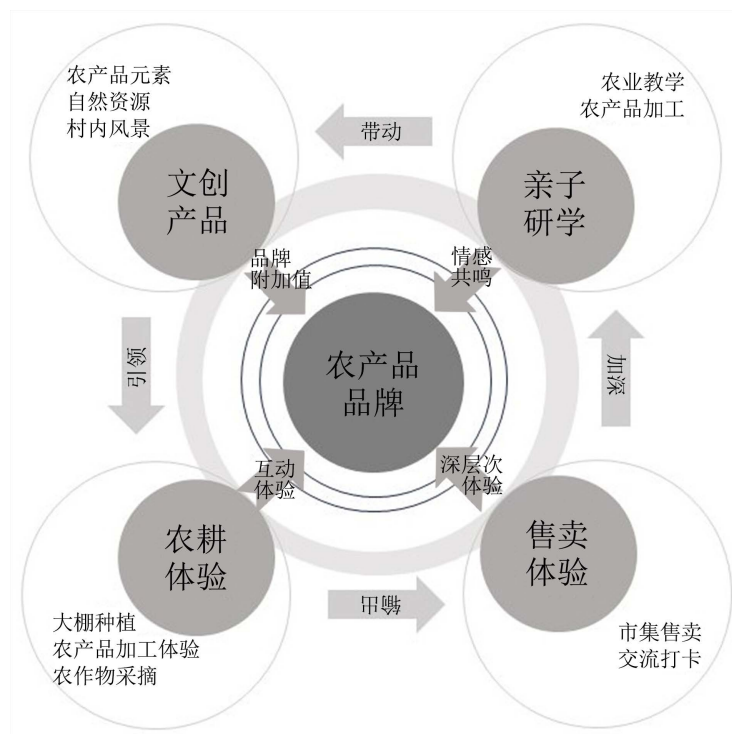 农产品元素
自然资源
村内风景
文创
产品
带动
农业教学
农产品加工
亲子
研学
品牌
附加值
情感
共鸣
引领
农产品
品牌
加深
互动
体验
深层次
体验
农耕
体验
大棚种植
农产品加工体验
农作物采摘
衍生
售卖
体验
市集售卖
交流打卡